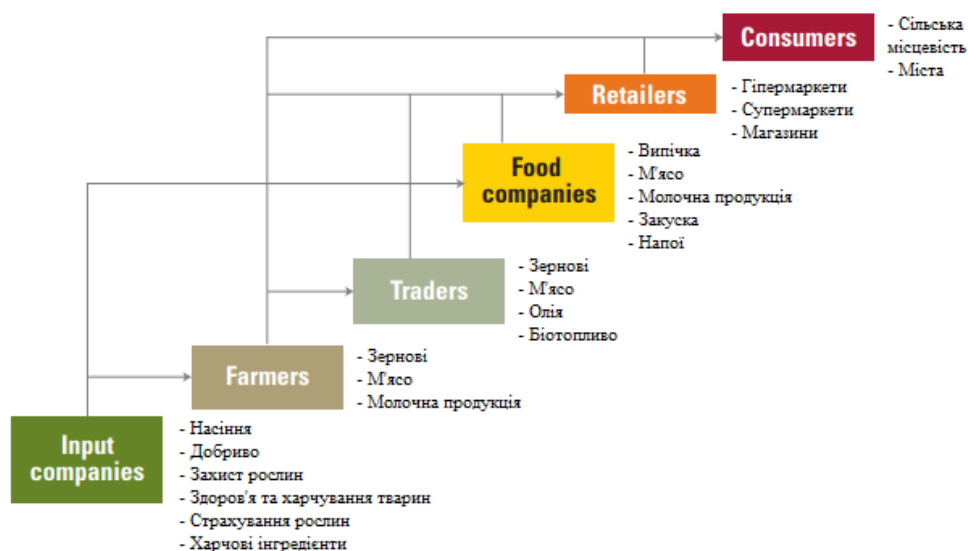 Consumers
- Сільська
місцевість
- Міста
Retailers
- Гіпермаркети
- Супермаркети
- Магазини
Food
companies
- Випічка
- М'ясо
- Молочна продукція
- Закуска
- Напої
Traders
- Зернові
- М'ясо
- Олія
- Біотопливо
Farmers
- Зернові
- М'ясо
- Молочна продукція
Input
companies
- Насіння
- Добриво
- Захист рослин
- Здоров'я та харчування тварин
- Страхування рослин
- Харчові інгредієнти